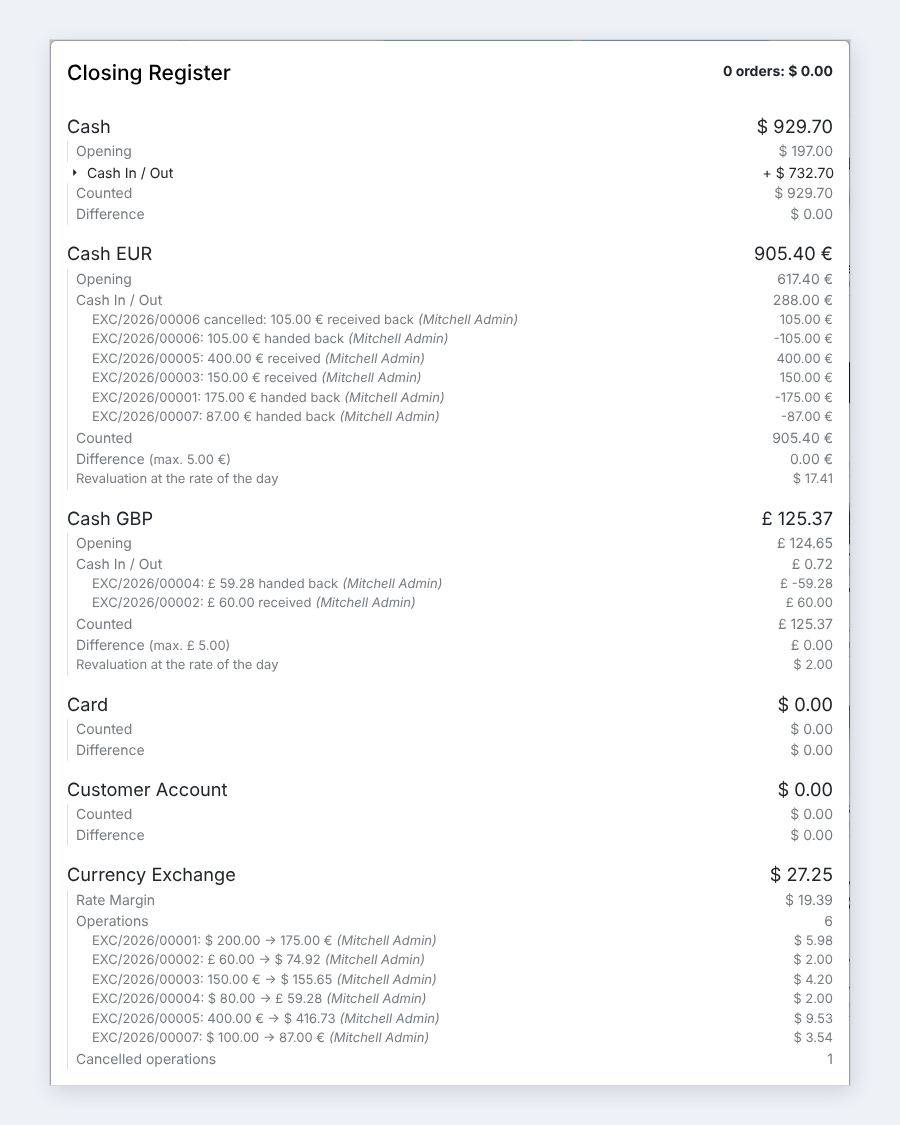 Closing Register 0 orders: $ 0.00
Cash $ 929.70
Opening $ 197.00
Cash In / Out + $ 732.70
Counted $ 929.70
Difference $ 0.00
Cash EUR 905.40 €
Opening 617.40 €
Cash In / Out 288.00 €
EXC/2026/00006 cancelled: 105.00 € received back (Mitchell Admin) 105.00 €
EXC/2026/00006: 105.00 € handed back (Mitchell Admin) -105.00 €
EXC/2026/00005: 400.00 € received (Mitchell Admin) 400.00 €
EXC/2026/00003: 150.00 € received (Mitchell Admin) 150.00 €
EXC/2026/00001: 175.00 € handed back (Mitchell Admin) -175.00 €
EXC/2026/00007: 87.00 € handed back (Mitchell Admin) -87.00 €
Counted 905.40 €
Difference (max. 5.00 €) 0.00 €
Revaluation at the rate of the day $ 17.41
Cash GBP £ 125.37
Opening £ 124.65
Cash In / Out £ 0.72
EXC/2026/00004: £ 59.28 handed back (Mitchell Admin) £ -59.28
EXC/2026/00002: £ 60.00 received (Mitchell Admin) £ 60.00
Counted £ 125.37
Difference (max. £ 5.00) £ 0.00
Revaluation at the rate of the day $ 2.00
Card $ 0.00
Counted $ 0.00
Difference $ 0.00
Customer Account $ 0.00
Counted $ 0.00
Difference $ 0.00
Currency Exchange $ 27.25
Rate Margin $ 19.39
Operations 6
EXC/2026/00001: $ 200.00 → 175.00 € (Mitchell Admin) $ 5.98
EXC/2026/00002: £ 60.00 → $ 74.92 (Mitchell Admin) $ 2.00
EXC/2026/00003: 150.00 € → $ 155.65 (Mitchell Admin) $ 4.20
EXC/2026/00004: $ 80.00 → £ 59.28 (Mitchell Admin) $ 2.00
EXC/2026/00005: 400.00 € → $ 416.73 (Mitchell Admin) $ 9.53
EXC/2026/00007: $ 100.00 → 87.00 € (Mitchell Admin) $ 3.54
Cancelled operations 1